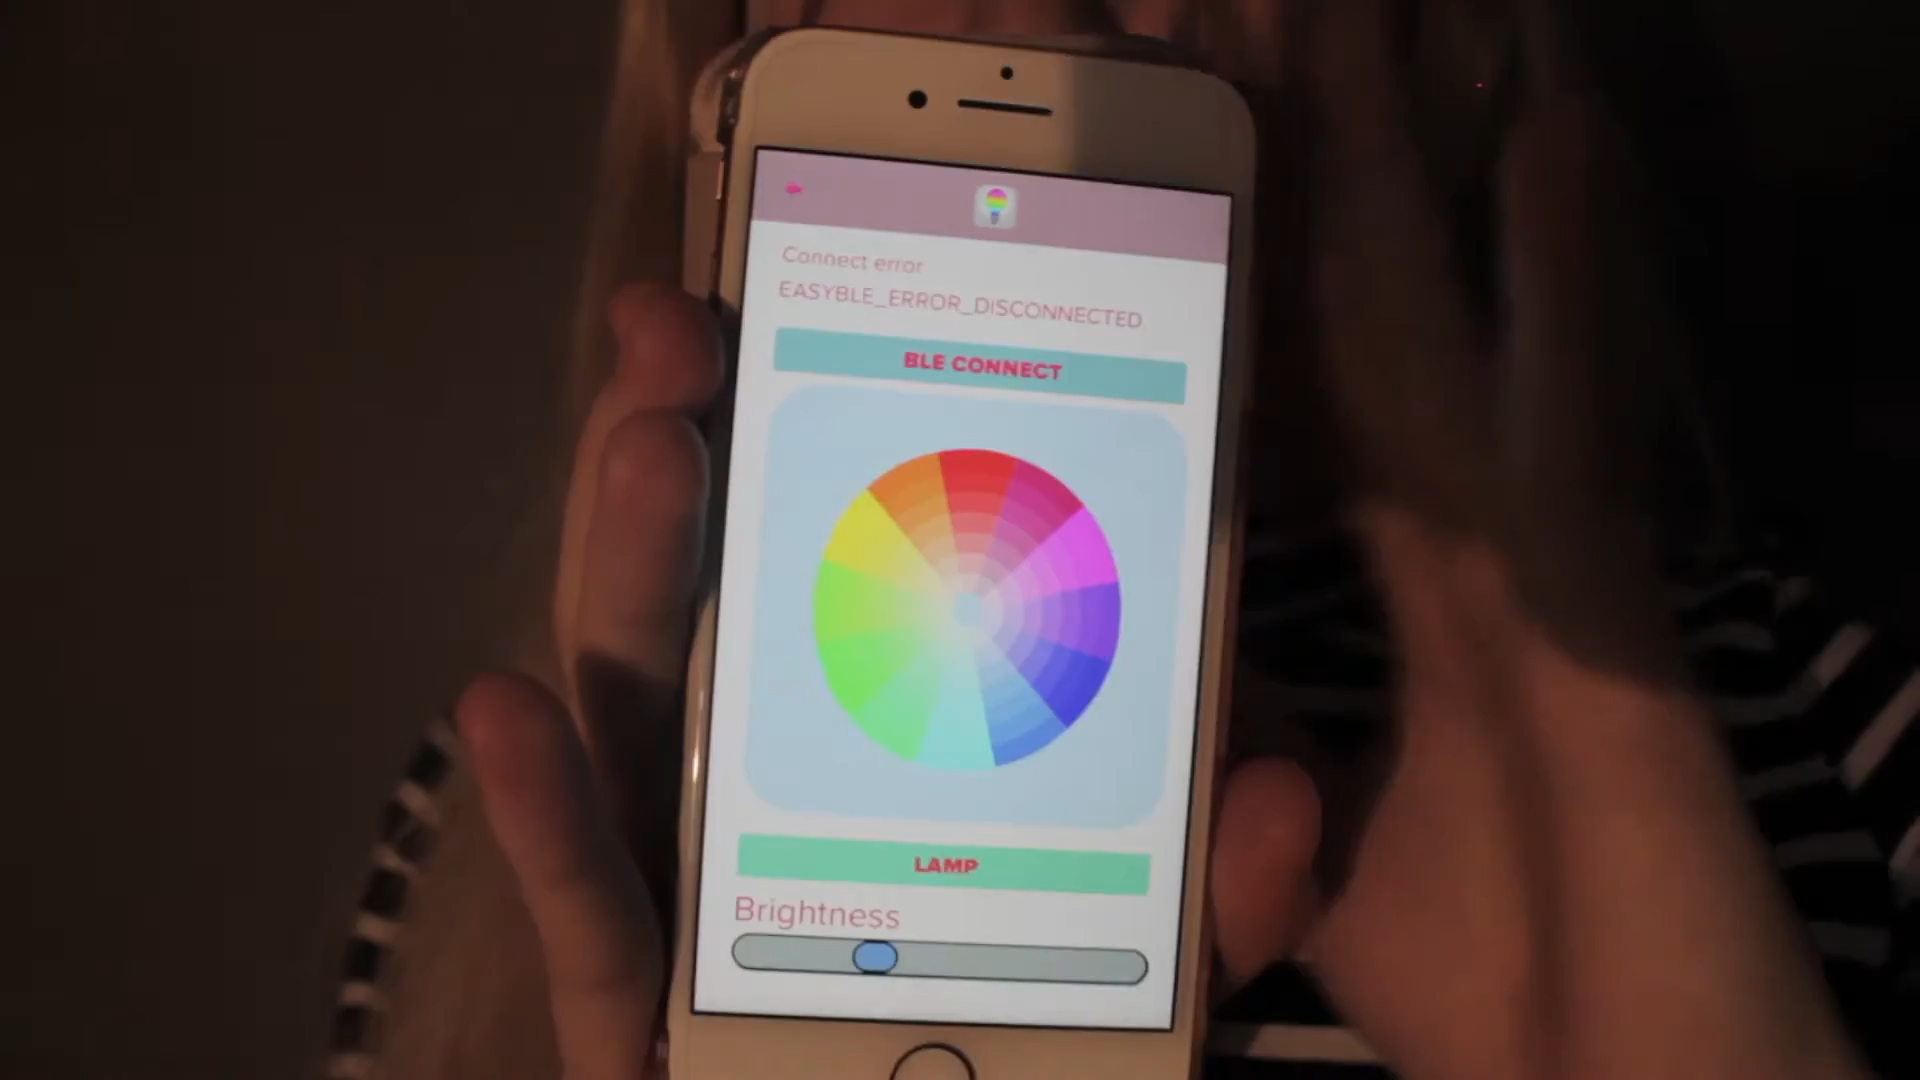 Connect error
EASYBLE_ERROR_DISCONNECTED
BLE CONNECT
LAMP
Brightness